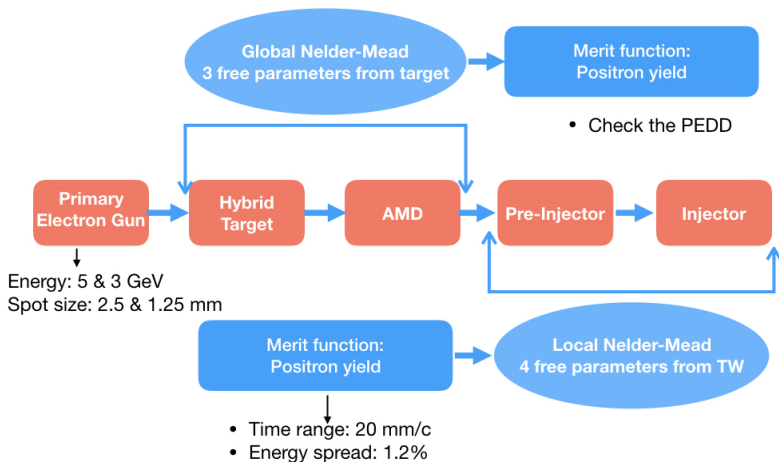 Global Nelder-Mead
3 free parameters from target
Merit function:
Positron yield
• Check the PEDD
Primary
Electron Gun
Hybrid
Target
AMD
Pre-Injector
Injector
Energy: 5 & 3 GeV
Spot size: 2.5 & 1.25 mm
Merit function:
Positron yield
Local Nelder-Mead
4 free parameters from TW
• Time range: 20 mm/c
• Energy spread: 1.2%